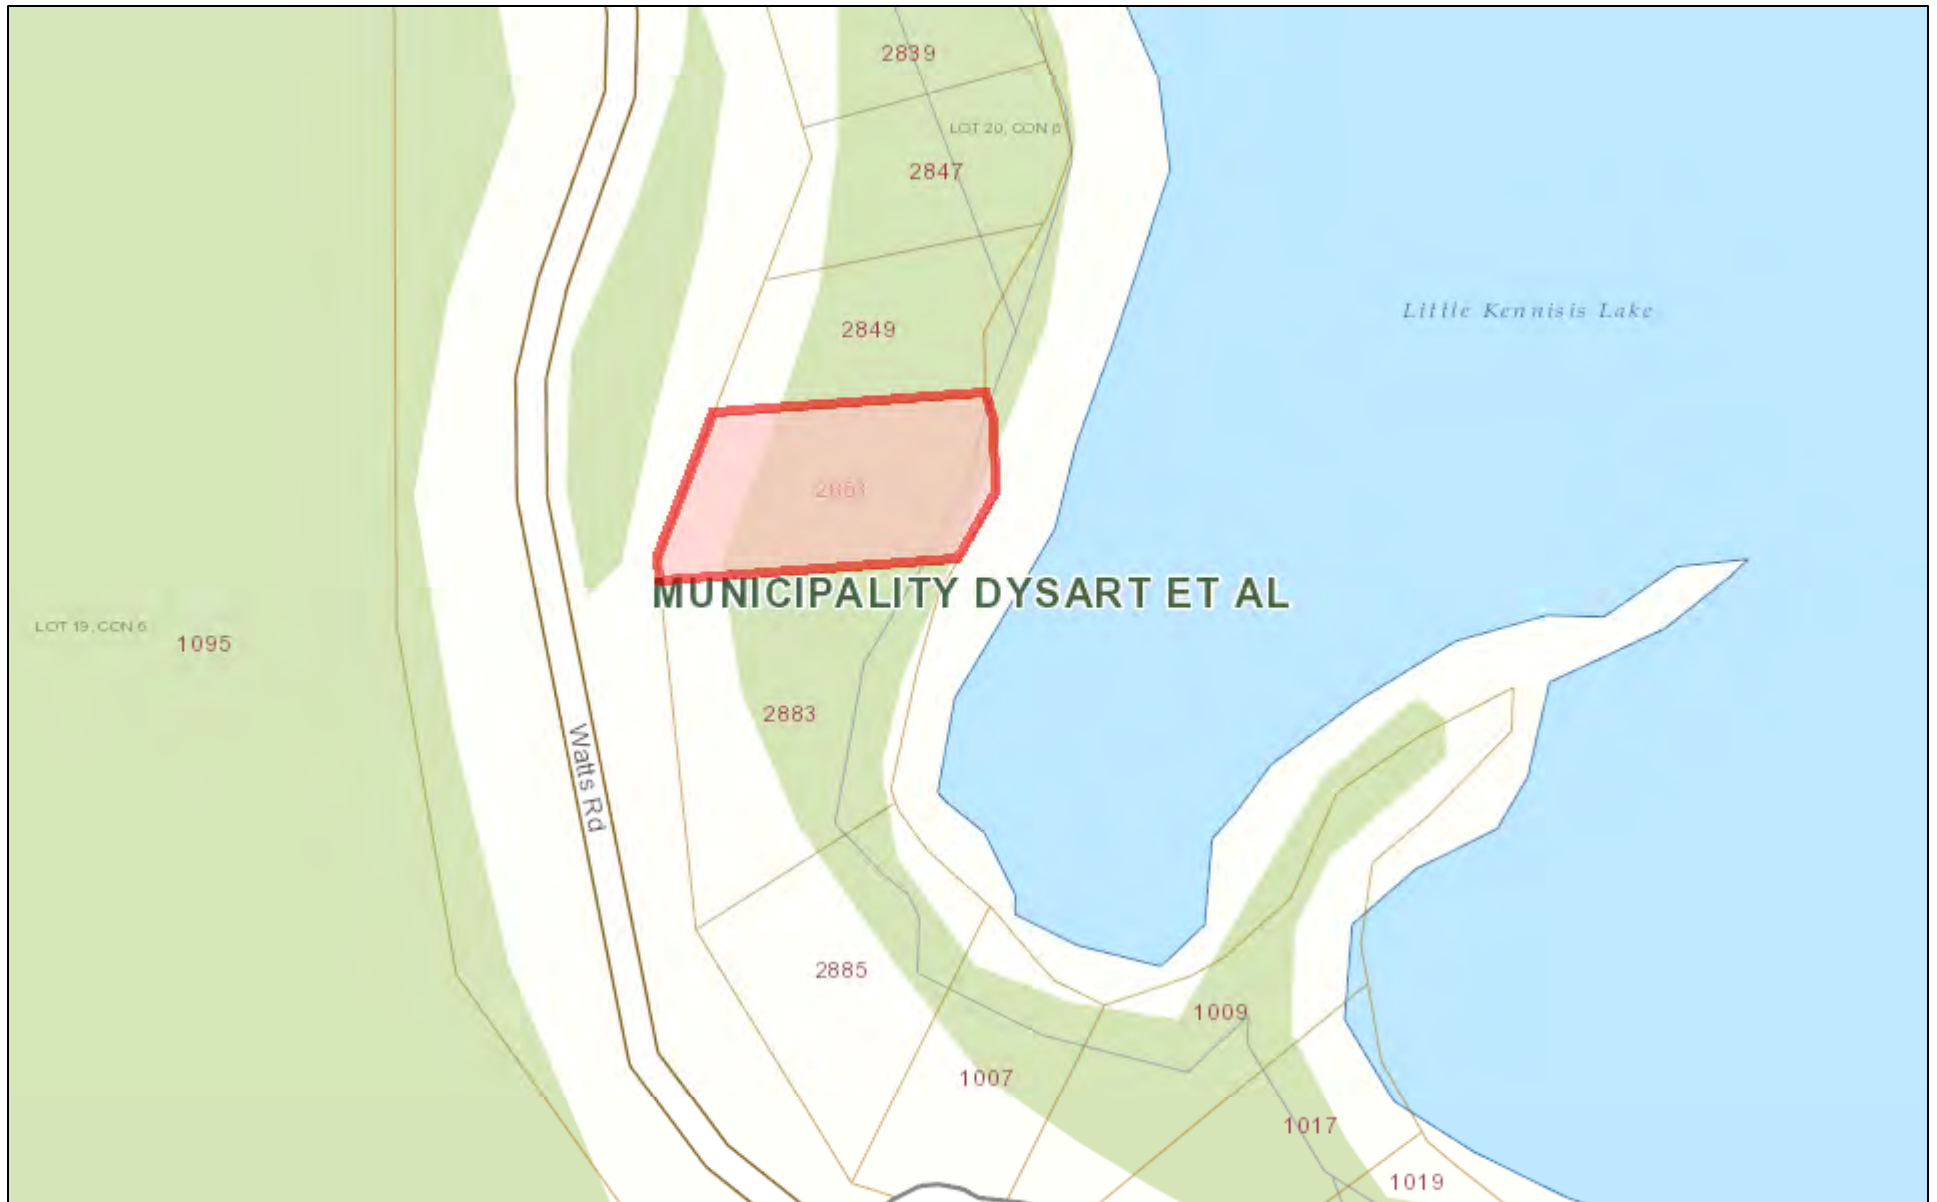 2839
LOT 20, CON 6
2847
Little Kennisis Lake
2849
MUNICIPALITY DYSART ET AL
LOT 19, CON 6
1095
2883
Watts Rd
2885
1009
1007
1017
1019